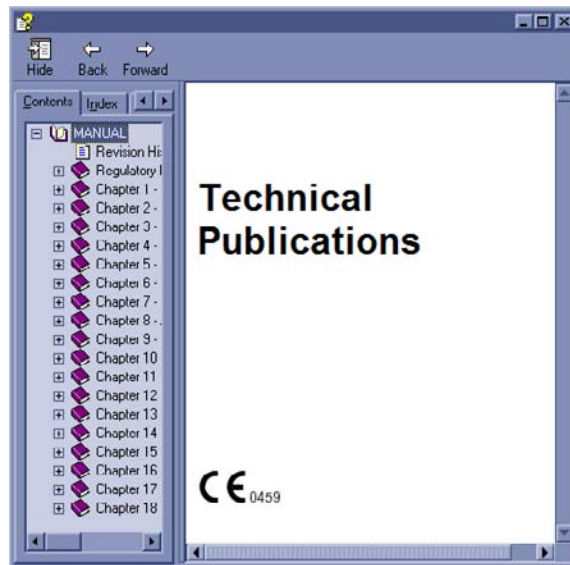 Hide Back Forward
Contents Index
MANUAL
Revision His
Regulatory I
Chapter 1 -
Chapter 2 -
Chapter 3 -
Chapter 4 -
Chapter 5 -
Chapter 6 -
Chapter 7 -
Chapter 8 -.
Chapter 9 -
Chapter 10
Chapter 11
Chapter 12
Chapter 13
Chapter 14
Chapter 15
Chapter 16
Chapter 17
Chapter 18
Technical
Publications
CE 0459